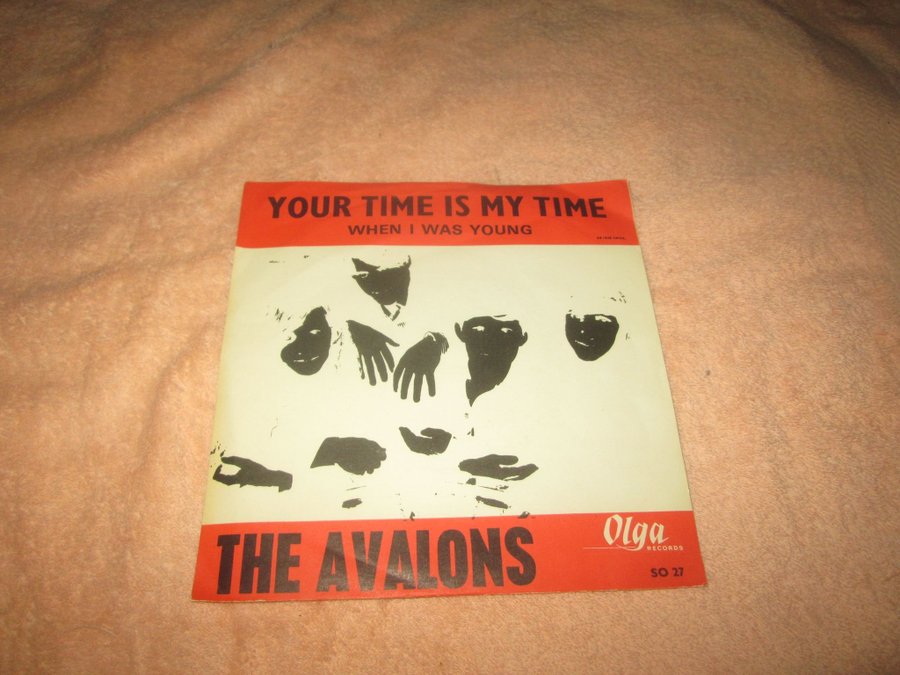 YOUR TIME IS MY TIME
WHEN I WAS YOUNG
THE AVALONS
Olga
RECORDS
SO 27